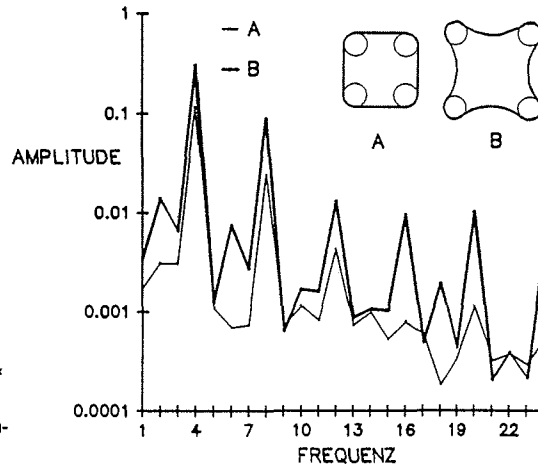 1
— A
— B
0.1
A
B
AMPLITUDE
0.01
0.001
0.0001
1 4 7 10 13 16 19 22
FREQUENZ